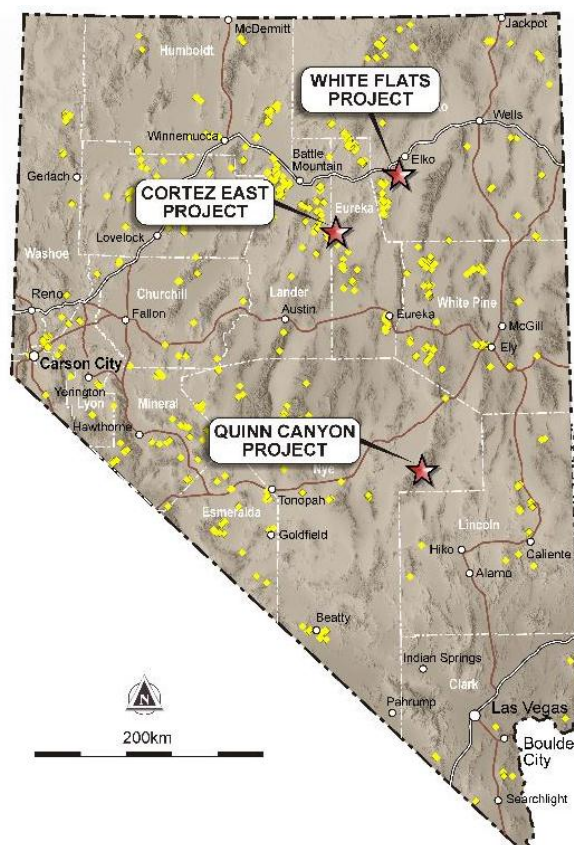 McDermitt
Jackpot
Humboldt
WHITE FLATS
PROJECT
o
Wells
Winnemucca
Battle
Mountain
Elko
Gerlach
CORTEZ EAST
PROJECT
Eureka
Lovelock
Washoe
Reno
Churchill
Lander
White Pine
Fallon
Austin
Eureka
McGill
Ely
Carson City
Yerington
Lyon
Mineral
Hawthorne
QUINN CANYON
PROJECT
Nye
Tonopah
Esmeralda
Lincoln
Goldfield
Hiko
Caliente
Alamo
Beatty
Indian Springs
Clark
N
Pahrump
Las Vegas
200km
Boulde
City
Searchlight